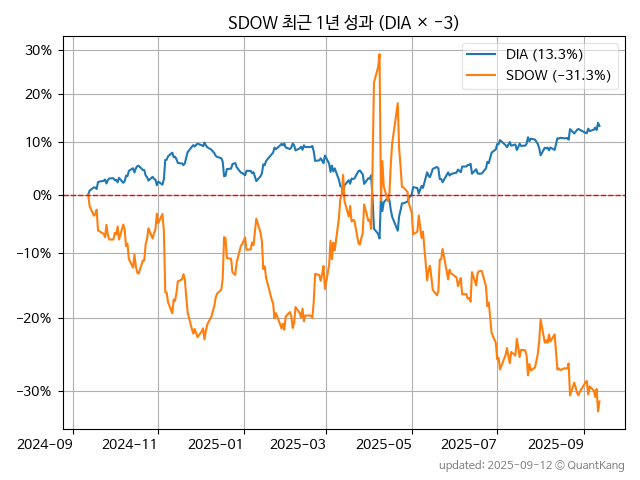 SDOW 최근 1년 성과 (DIA × -3)
DIA (13.3%)
SDOW (-31.3%)
30%
20%
10%
0%
-10%
-20%
-30%
2024-09 2024-11 2025-01 2025-03 2025-05 2025-07 2025-09
updated: 2025-09-12 © QuantKang